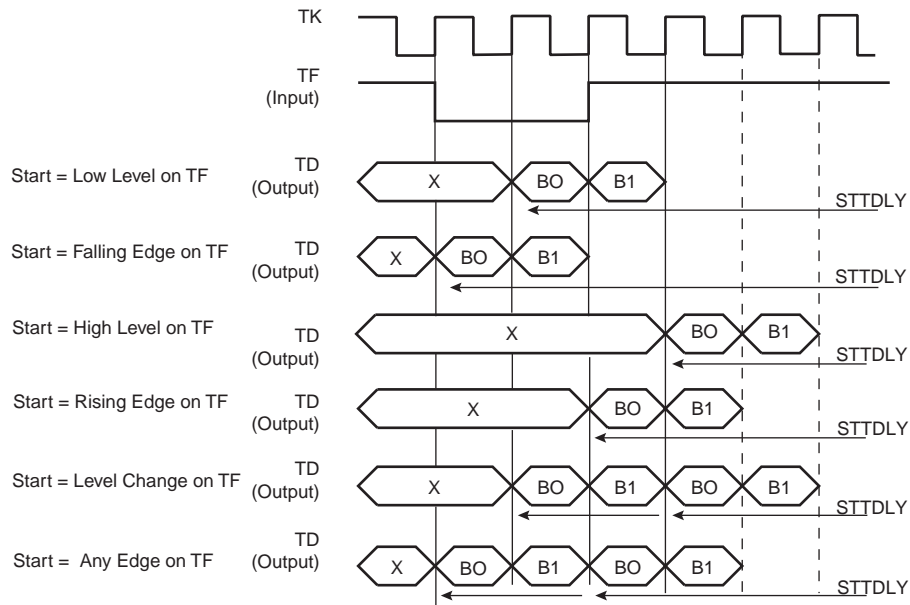 TK
TF
(Input)
Start = Low Level on TF
TD
(Output)
X
BO
B1
STTDLY
Start = Falling Edge on TF
TD
(Output)
X
BO
B1
STTDLY
Start = High Level on TF
TD
(Output)
X
BO
B1
STTDLY
Start = Rising Edge on TF
TD
(Output)
X
BO
B1
STTDLY
Start = Level Change on TF
TD
(Output)
X
BO
B1
BO
B1
STTDLY
Start = Any Edge on TF
TD
(Output)
X
BO
B1
BO
B1
STTDLY